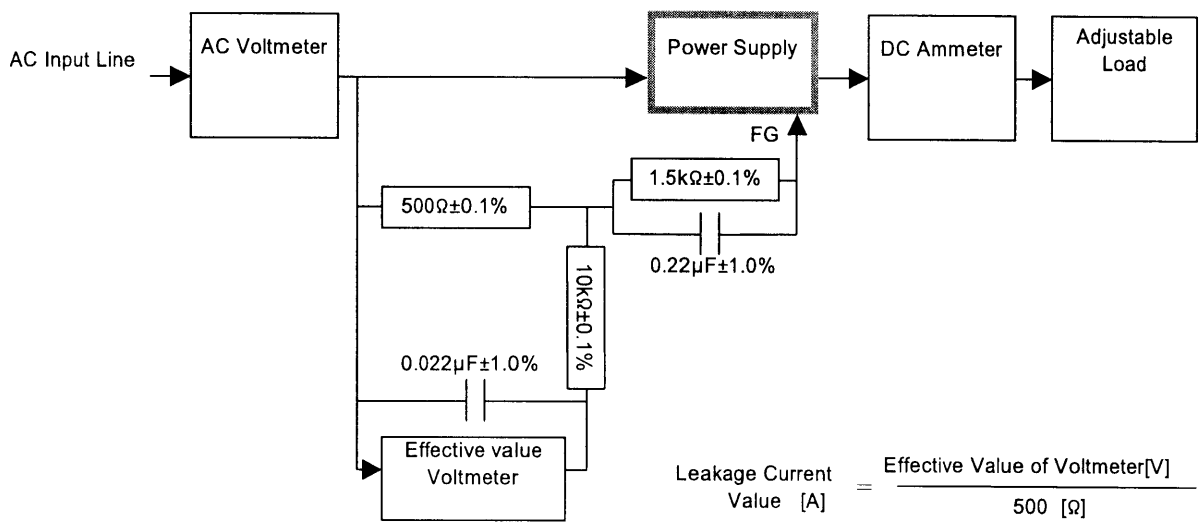 AC Input Line
AC Voltmeter
Power Supply
DC Ammeter
Adjustable
Load
FG
500Ω±0.1%
1.5kΩ±0.1%
0.22µF±1.0%
10kΩ±0.1%
0.022µF±1.0%
Effective value
Voltmeter
Leakage Current
Value [A]
=
Effective Value of Voltmeter[V]
500 [Ω]